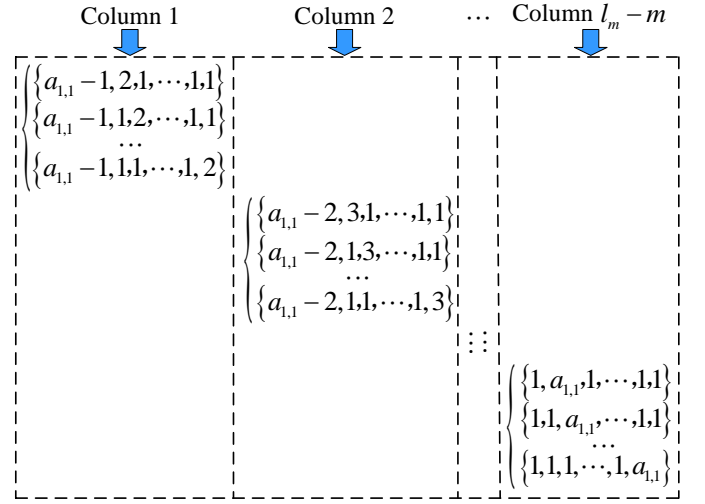 Column 1 Column 2 ⋯ Column l_m − m
{a_{1,1} − 1, 2,1,⋯,1,1}
{a_{1,1} − 1,1,2,⋯,1,1}
⋯
{a_{1,1} − 1,1,1,⋯,1, 2}
{a_{1,1} − 2, 3,1,⋯,1,1}
{a_{1,1} − 2,1,3,⋯,1,1}
⋯
{a_{1,1} − 2,1,1,⋯,1, 3}
⋮ ⋮
{1, a_{1,1},1,⋯,1,1}
{1,1, a_{1,1},⋯,1,1}
⋯
{1,1,1,⋯,1, a_{1,1}}